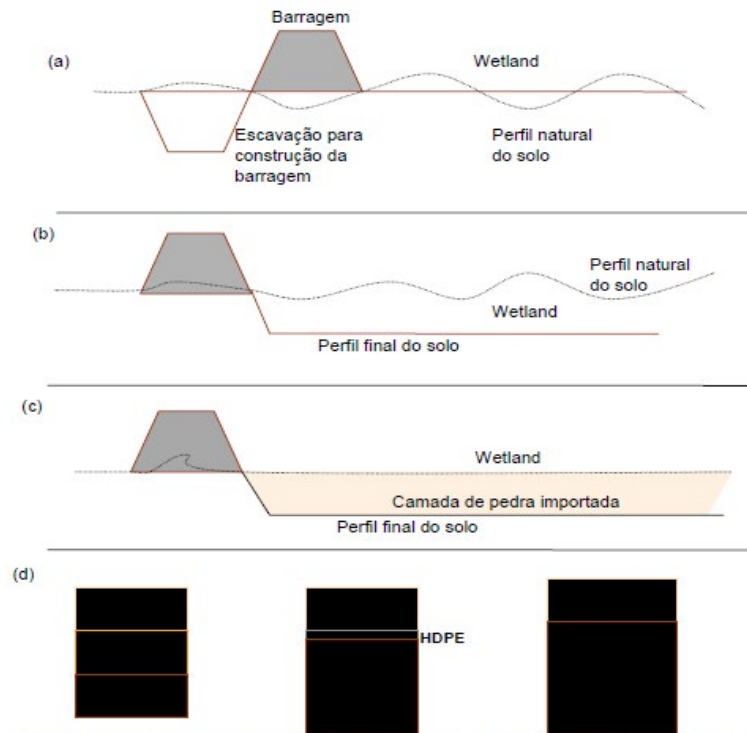 Barragem
(a)
Wetland
Escavação para
construção da
barragem
Perfil natural
do solo
(b)
Perfil natural
do solo
Wetland
Perfil final do solo
(c)
Wetland
Camada de pedra importada
Perfil final do solo
(d)
HDPE